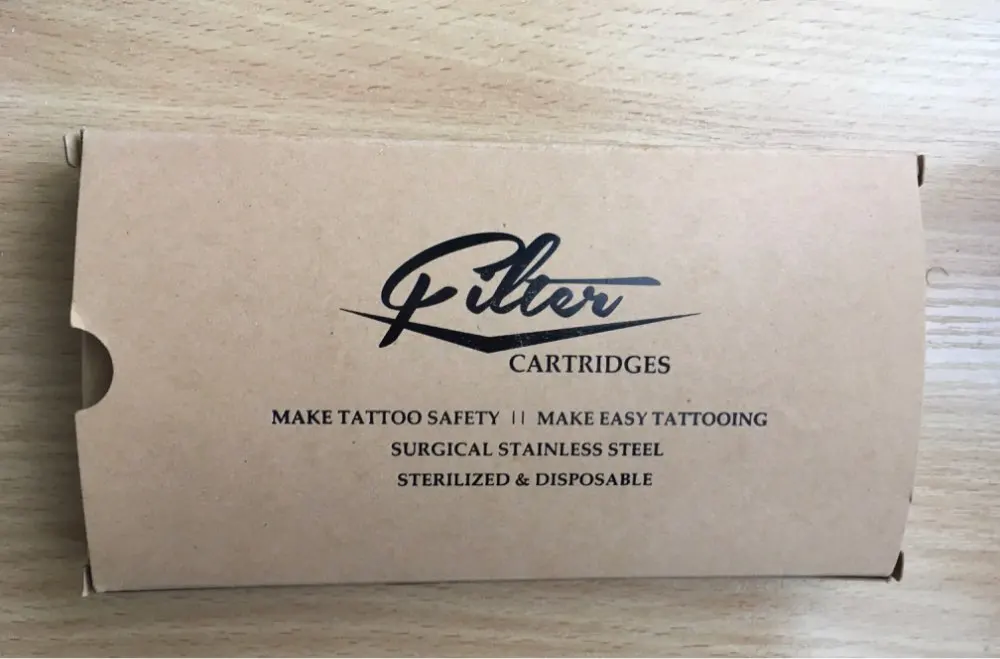 Filter
CARTRIDGES
MAKE TATTOO SAFETY || MAKE EASY TATTOOING
SURGICAL STAINLESS STEEL
STERILIZED & DISPOSABLE